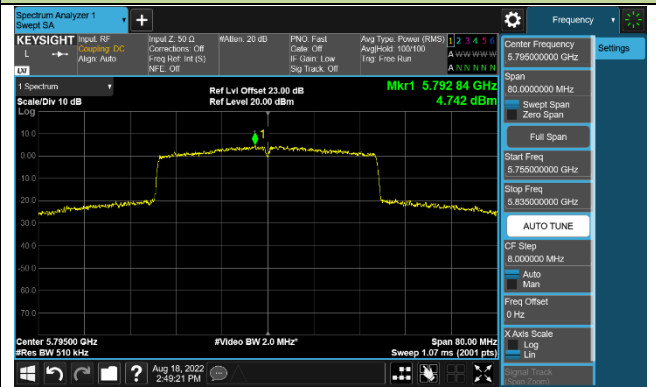 Spectrum Analyzer 1
Swept SA
+
Frequency
KEYSIGHT
L
LXI
Input: RF
Coupling: DC
Align: Auto
Input Z: 50 Ω
Corrections: Off
Freq Ref: Int (S)
NFE: Off
#Atten: 20 dB
PNO: Fast
Gate: Off
IF Gain: Low
Sig Track: Off
Avg Type: Power (RMS)
Avg|Hold: 100/100
Trig: Free Run
1 2 3 4 5 6
A W W W W W
A N N N N N
1 Spectrum
Scale/Div 10 dB
Log
Ref Lvl Offset 23.00 dB
Ref Level 20.00 dBm
Mkr1 5.792 84 GHz
4.742 dBm
1
10.0
0.00
-10.0
-20.0
-30.0
-40.0
-50.0
-60.0
-70.0
Center 5.79500 GHz
#Res BW 510 kHz
#Video BW 2.0 MHz*
Span 80.00 MHz
Sweep 1.07 ms (2001 pts)
Aug 18, 2022
2:49:21 PM
?
Center Frequency
5.795000000 GHz
Span
80.0000000 MHz
Swept Span
Zero Span
Full Span
Start Freq
5.755000000 GHz
Stop Freq
5.835000000 GHz
AUTO TUNE
CF Step
8.000000 MHz
Auto
Man
Freq Offset
0 Hz
X Axis Scale
Log
Lin
Signal Track
(Span Zoom)
Settings